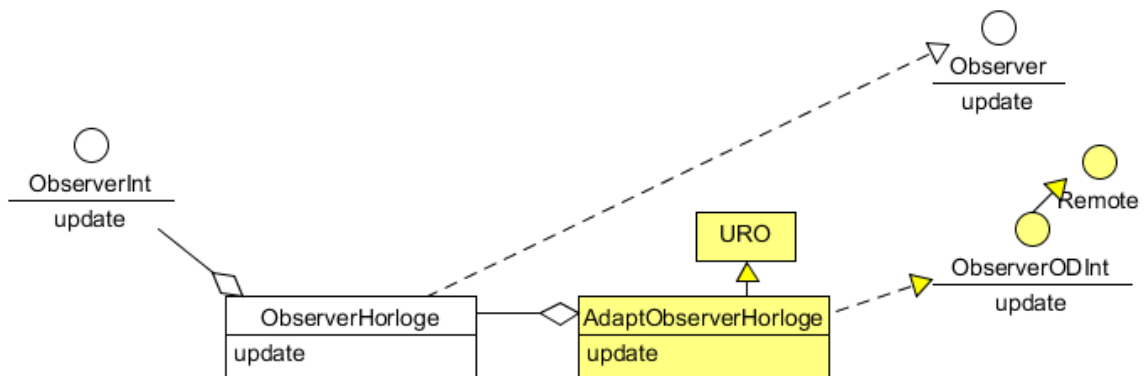 Observer
update
ObserverInt
update
Remote
URO
ObserverODInt
update
ObserverHorloge
update
AdaptObserverHorloge
update